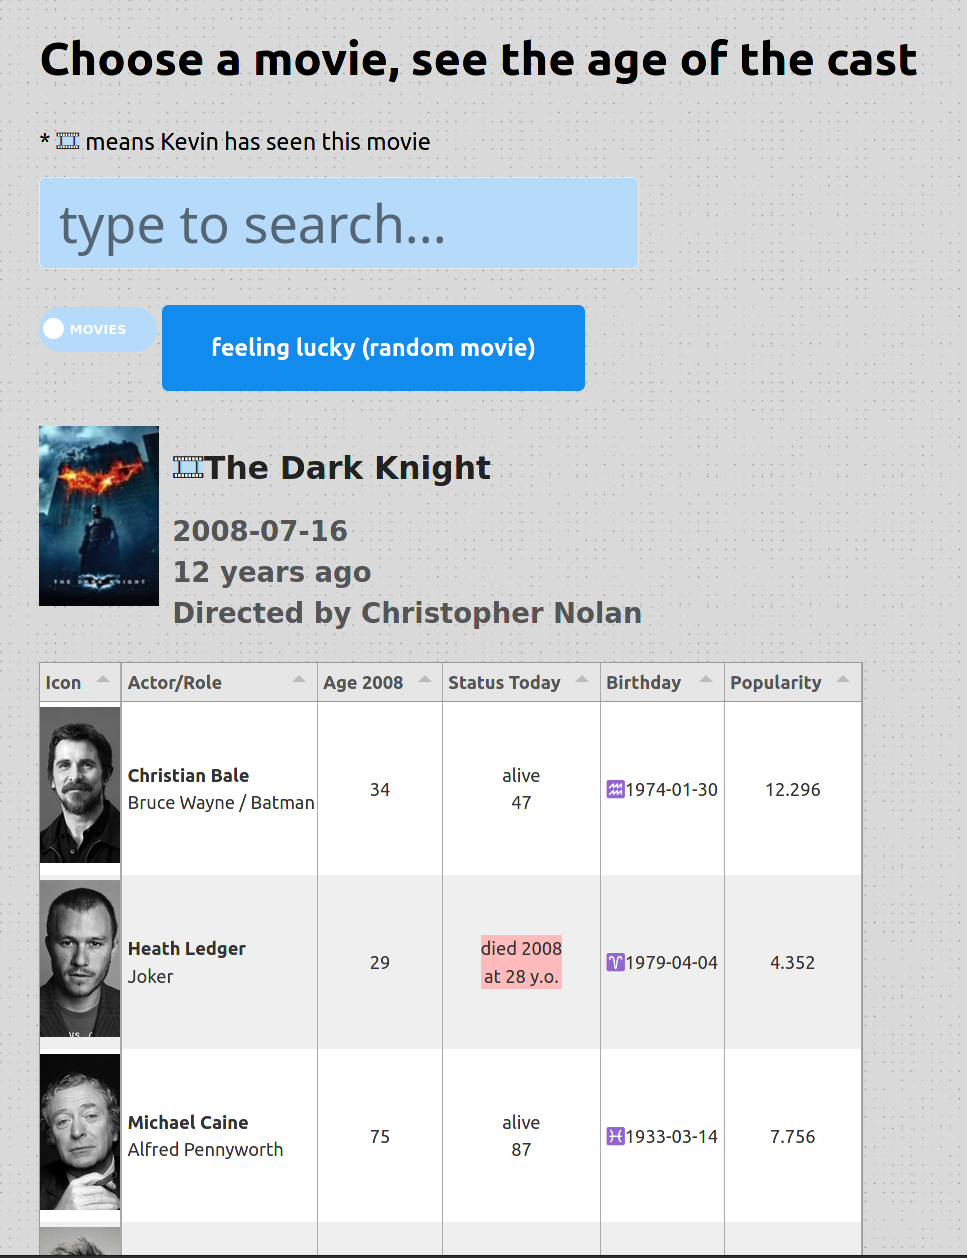 Choose a movie, see the age of the cast
* 🎞 means Kevin has seen this movie
type to search...
MOVIES
feeling lucky (random movie)
THE DARK KNIGHT
🎞The Dark Knight
2008-07-16
12 years ago
Directed by Christopher Nolan
Icon Actor/Role Age 2008 Status Today Birthday Popularity
Christian Bale
Bruce Wayne / Batman
34
alive
47
♒1974-01-30
12.296
Heath Ledger
Joker
29
died 2008
at 28 y.o.
♈1979-04-04
4.352
Michael Caine
Alfred Pennyworth
75
alive
87
♓1933-03-14
7.756